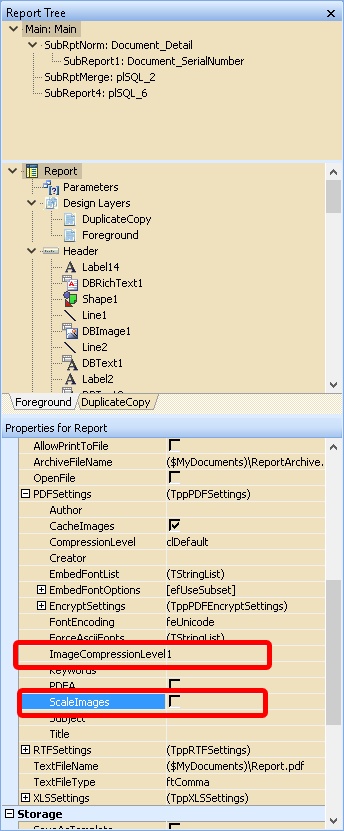 Report Tree
Main: Main
SubRptNorm: Document_Detail
SubReport1: Document_SerialNumber
SubRptMerge: plSQL_2
SubReport4: plSQL_6
Report
Parameters
Design Layers
DuplicateCopy
Foreground
Header
Label14
DBRichText1
Shape1
Line1
DBImage1
Line2
DBText1
Label2
Foreground DuplicateCopy
Properties for Report
AllowPrintToFile
ArchiveFileName ($MyDocuments)\ReportArchive.
OpenFile
PDFSettings (TppPDFSettings)
Author
CacheImages
CompressionLevel clDefault
Creator
EmbedFontList (TStringList)
EmbedFontOptions [efUseSubset]
EncryptSettings (TppPDFEncryptSettings)
FontEncoding feUnicode
ForceAsciiFonts (TStringList)
ImageCompressionLevel 1
Keywords
PDFA
ScaleImages
Subject
Title
RTFSettings (TppRTFSettings)
TextFileName ($MyDocuments)\Report.pdf
TextFileType ftComma
XLSSettings (TppXLSSettings)
Storage
SaveAsTemplate